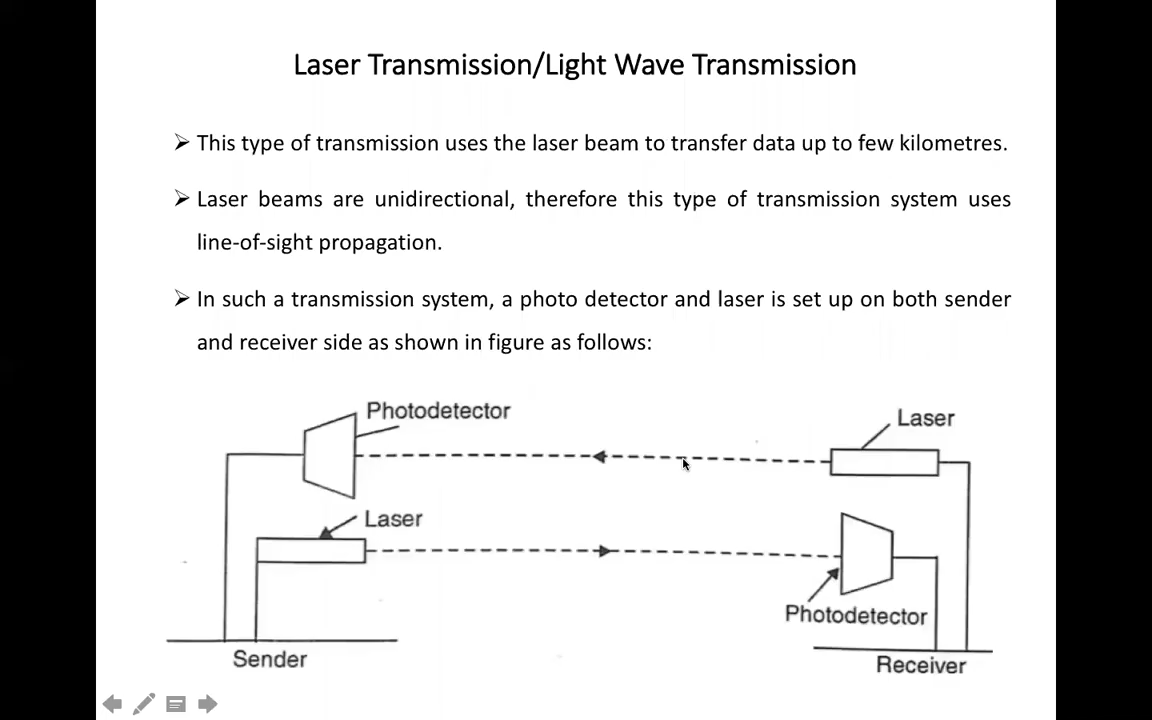 Laser Transmission/Light Wave Transmission
This type of transmission uses the laser beam to transfer data up to few kilometres.
Laser beams are unidirectional, therefore this type of transmission system uses
line-of-sight propagation.
In such a transmission system, a photo detector and laser is set up on both sender
and receiver side as shown in figure as follows:
Photodetector
Laser
Laser
Photodetector
Sender
Receiver